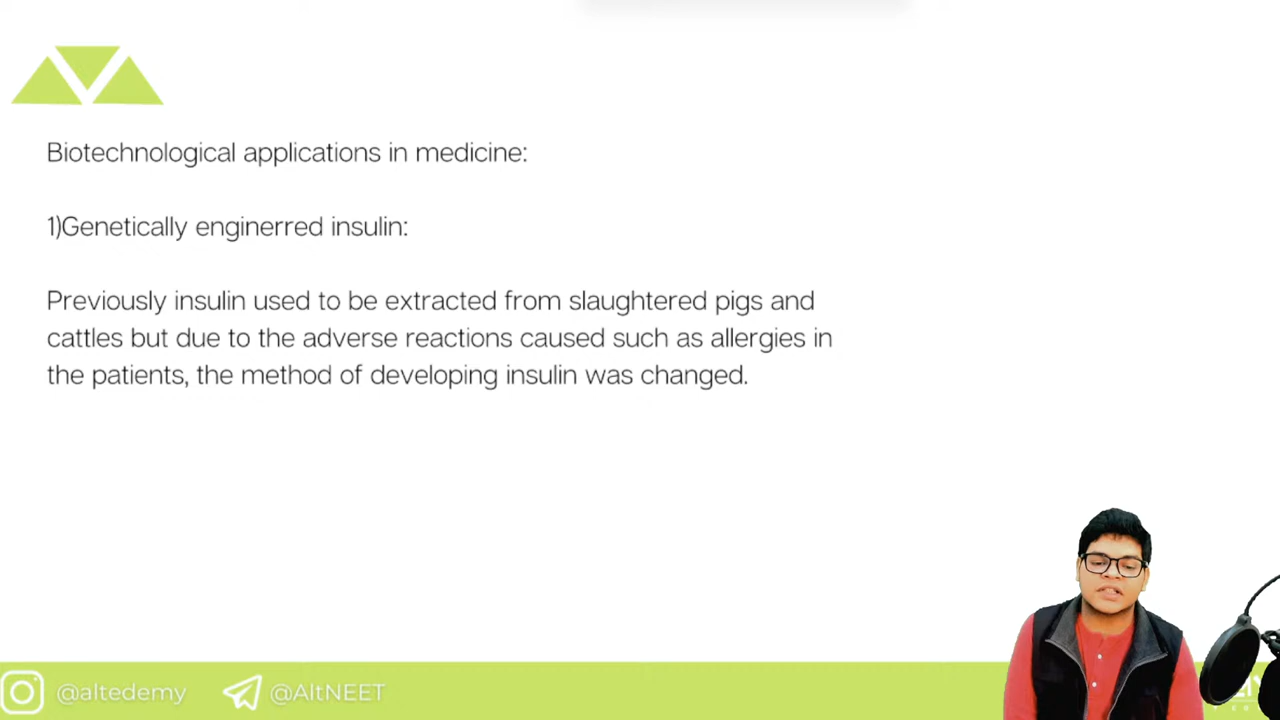 Biotechnological applications in medicine:
1)Genetically enginerred insulin:
Previously insulin used to be extracted from slaughtered pigs and
cattles but due to the adverse reactions caused such as allergies in
the patients, the method of developing insulin was changed.
@altedemy @AltNEET